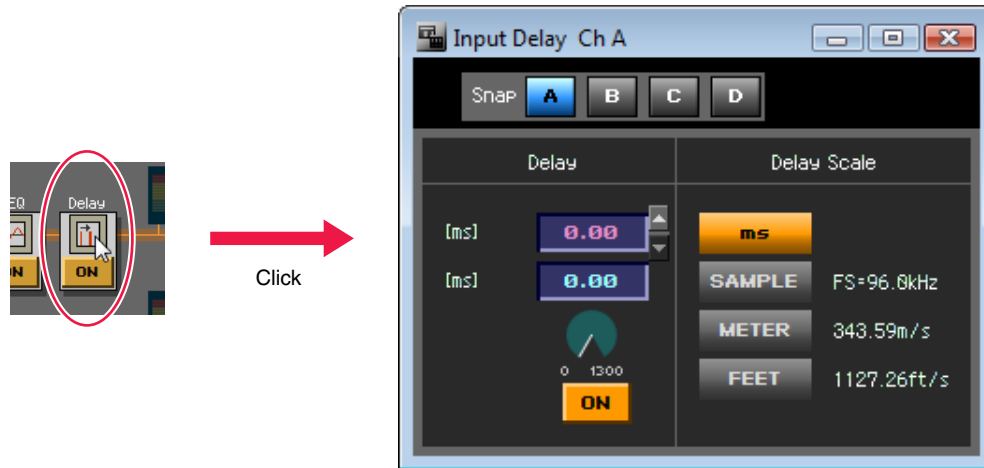 Input Delay Ch A
Snap A B C D
Delay
Delay Scale
[ms] 0.00
ms
[ms] 0.00
SAMPLE FS=96.0kHz
METER 343.59m/s
0 1300
FEET 1127.26ft/s
ON
EQ Delay
ON ON
Click